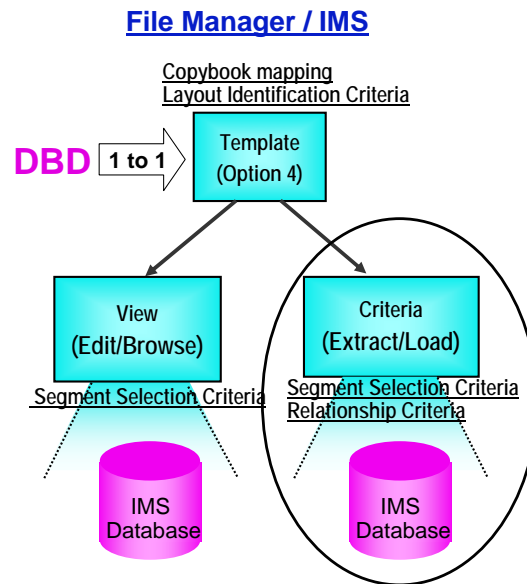 File Manager / IMS
Copybook mapping
Layout Identification Criteria
DBD
1 to 1
Template
(Option 4)
View
(Edit/Browse)
Segment Selection Criteria
IMS
Database
Criteria
(Extract/Load)
Segment Selection Criteria
Relationship Criteria
IMS
Database